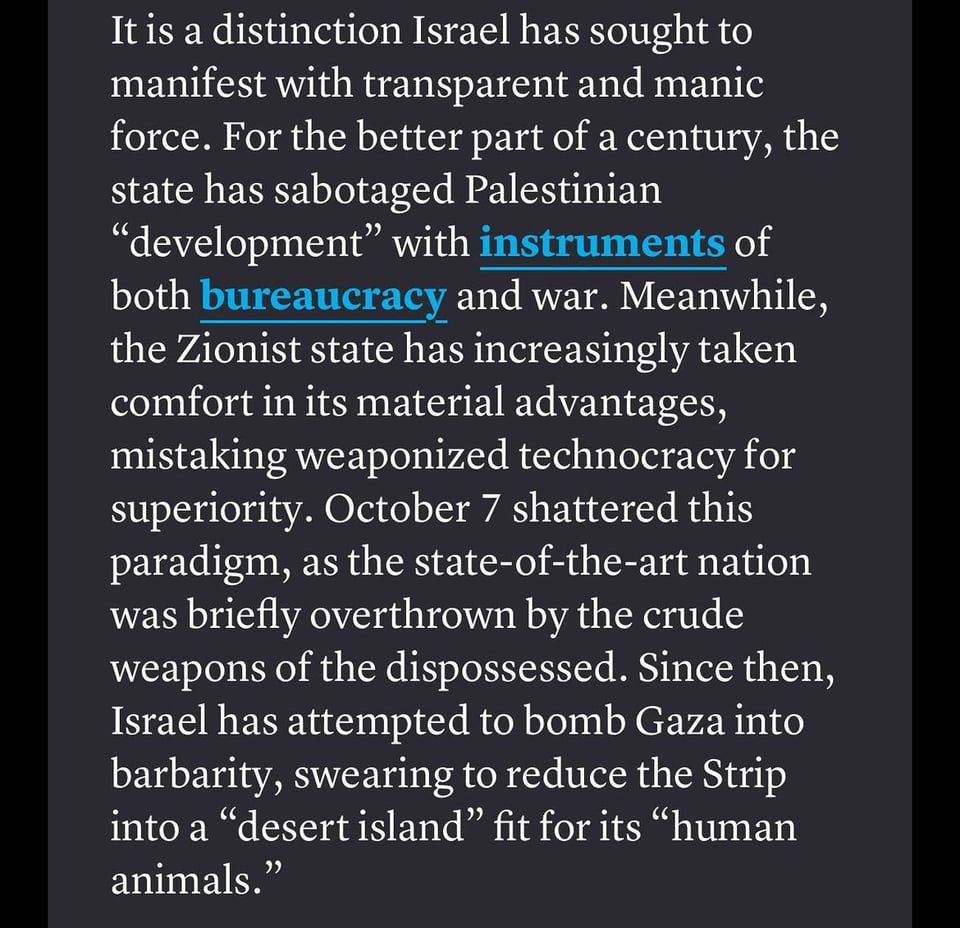 It is a distinction Israel has sought to
manifest with transparent and manic
force. For the better part of a century, the
state has sabotaged Palestinian
“development” with instruments of
both bureaucracy and war. Meanwhile,
the Zionist state has increasingly taken
comfort in its material advantages,
mistaking weaponized technocracy for
superiority. October 7 shattered this
paradigm, as the state-of-the-art nation
was briefly overthrown by the crude
weapons of the dispossessed. Since then,
Israel has attempted to bomb Gaza into
barbarity, swearing to reduce the Strip
into a “desert island” fit for its “human
animals.”